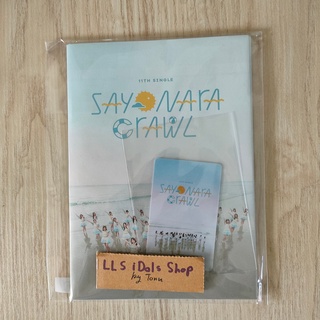 11TH SINGLE
SAYONARA
CRAWL
SAYONARA
CRAWL
LLS iDols Shop
by Tonu